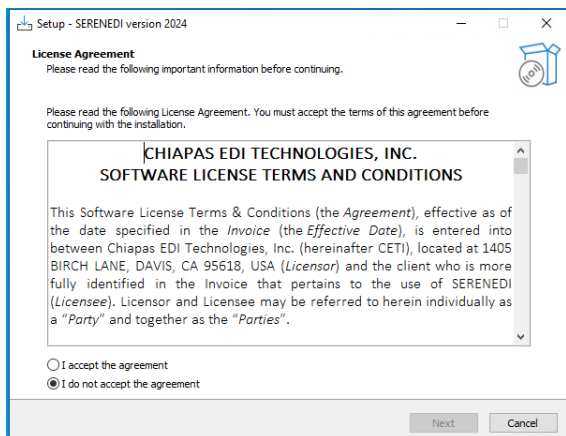 Setup - SERENEDI version 2024
License Agreement
Please read the following important information before continuing.
Please read the following License Agreement. You must accept the terms of this agreement before
continuing with the installation.
CHIAPAS EDI TECHNOLOGIES, INC.
SOFTWARE LICENSE TERMS AND CONDITIONS
This Software License Terms & Conditions (the Agreement), effective as of
the date specified in the Invoice (the Effective Date), is entered into
between Chiapas EDI Technologies, Inc. (hereinafter CETI), located at 1405
BIRCH LANE, DAVIS, CA 95618, USA (Licensor) and the client who is more
fully identified in the Invoice that pertains to the use of SERENEDI
(Licensee). Licensor and Licensee may be referred to herein individually as
a “Party” and together as the “Parties”.
I accept the agreement
I do not accept the agreement
Next
Cancel